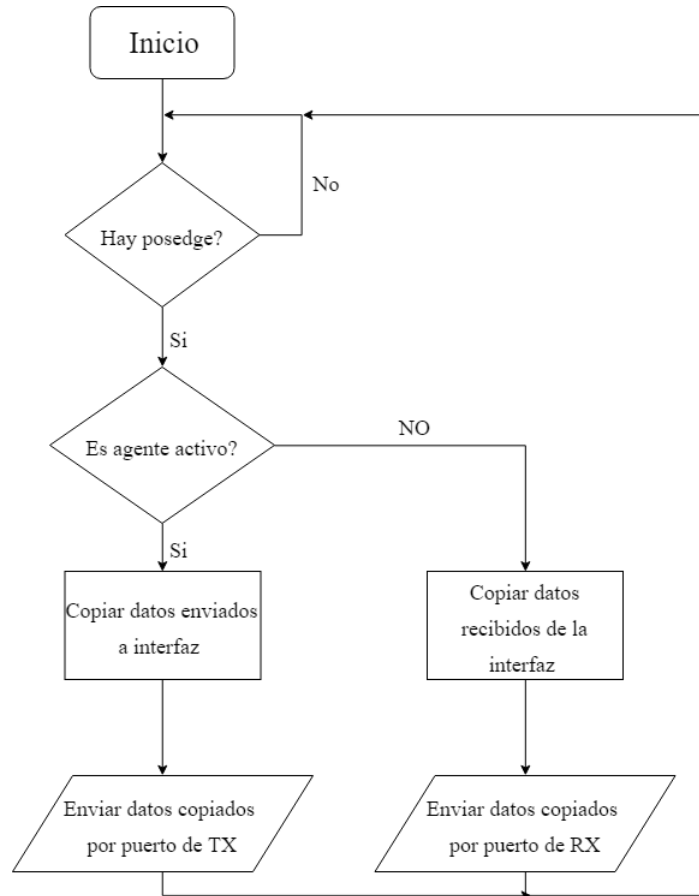 Inicio
No
Hay posedge?
Si
Es agente activo?
NO
Si
Copiar datos enviados
a interfaz
Copiar datos
recibidos de la
interfaz
Enviar datos copiados
por puerto de TX
Enviar datos copiados
por puerto de RX